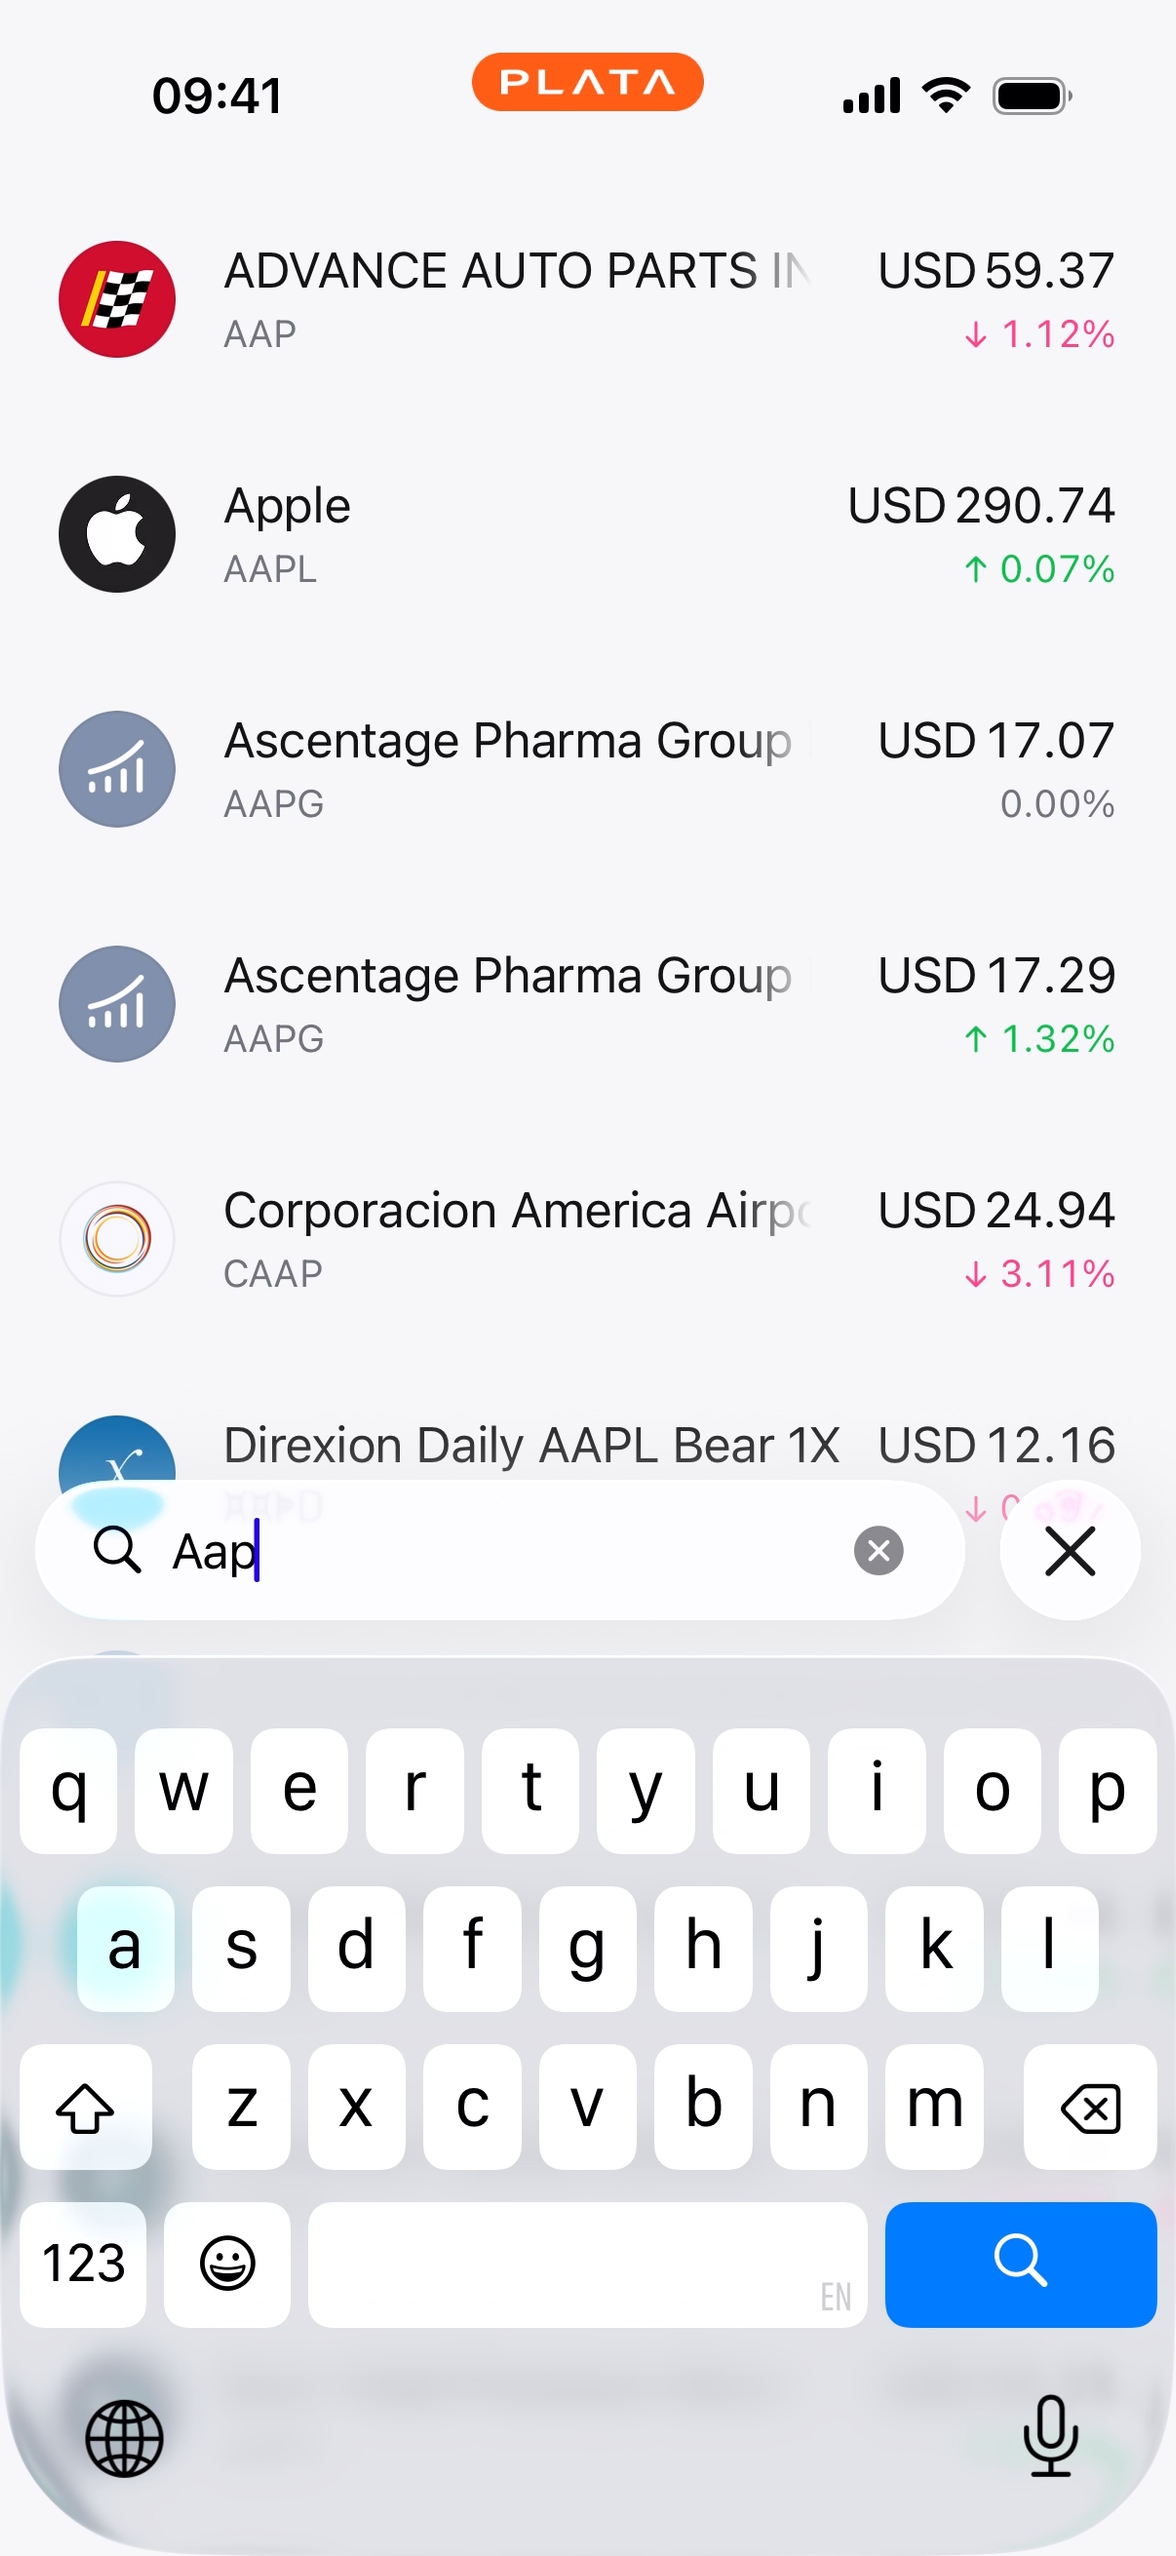 09:41
PLATA
ADVANCE AUTO PARTS
USD 59.37
AAP
↓ 1.12%
Apple
USD 290.74
AAPL
↑ 0.07%
Ascentage Pharma Group
USD 17.07
AAPG
0.00%
Ascentage Pharma Group
USD 17.29
AAPG
↑ 1.32%
Corporacion America
USD 24.94
CAAP
↓ 3.11%
Direxion Daily AAPL Bear 1X
USD 12.16
Aap
q w e r t y u i o p
a s d f g h j k l
z x c v b n m
123
EN